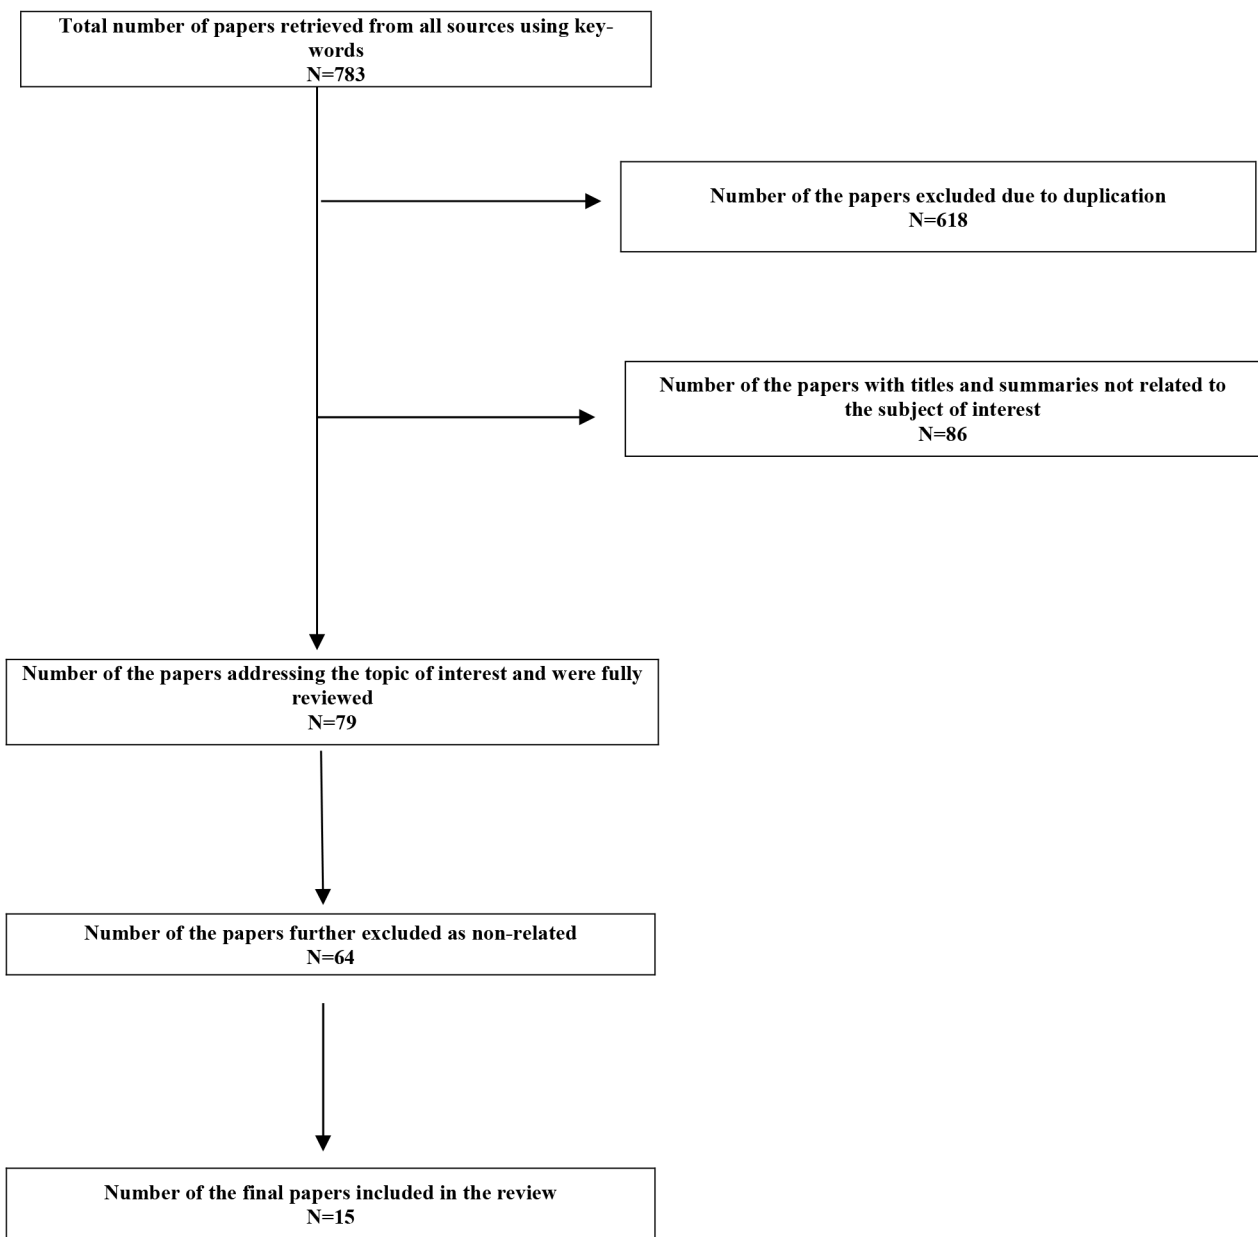 Total number of papers retrieved from all sources using key-
words
N=783
Number of the papers excluded due to duplication
N=618
Number of the papers with titles and summaries not related to
the subject of interest
N=86
Number of the papers addressing the topic of interest and were fully
reviewed
N=79
Number of the papers further excluded as non-related
N=64
Number of the final papers included in the review
N=15